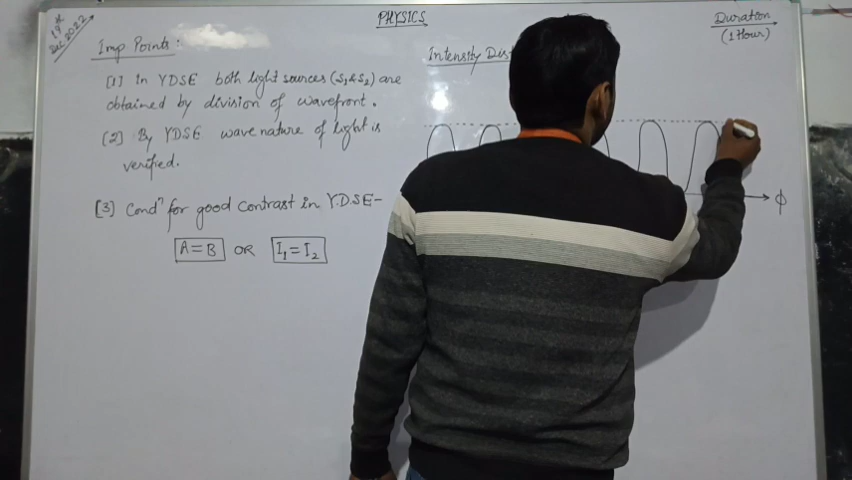 19th
Dec 2022
PHYSICS
Duration
(1 Hour)
Imp Points:
[1] In YDSE both light sources (S₁ & S₂) are
obtained by division of wavefront.
[2] By YDSE wave nature of light is
verified.
[3] Condⁿ for good contrast in Y.D.S.E-
A=B OR I₁=I₂
Intensity
ϕ